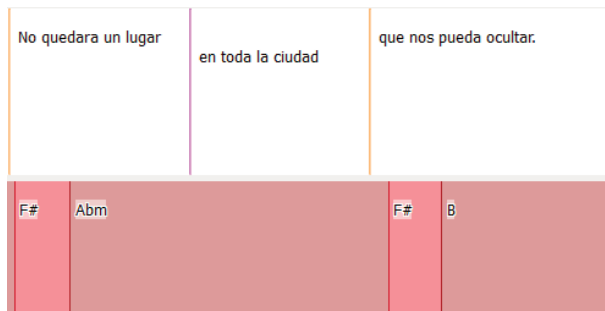 No quedara un lugar
en toda la ciudad
que nos pueda ocultar.
F# Abm F# B